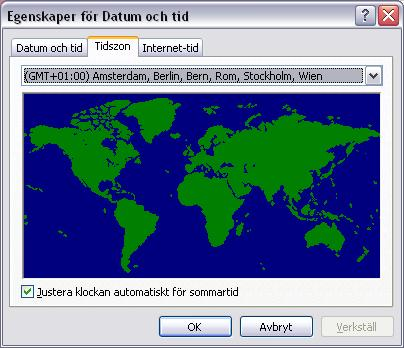 Egenskaper för Datum och tid
Datum och tid Tidszon Internet-tid
(GMT+01:00) Amsterdam, Berlin, Bern, Rom, Stockholm, Wien
Justera klockan automatiskt för sommartid
OK Avbryt Verkställ